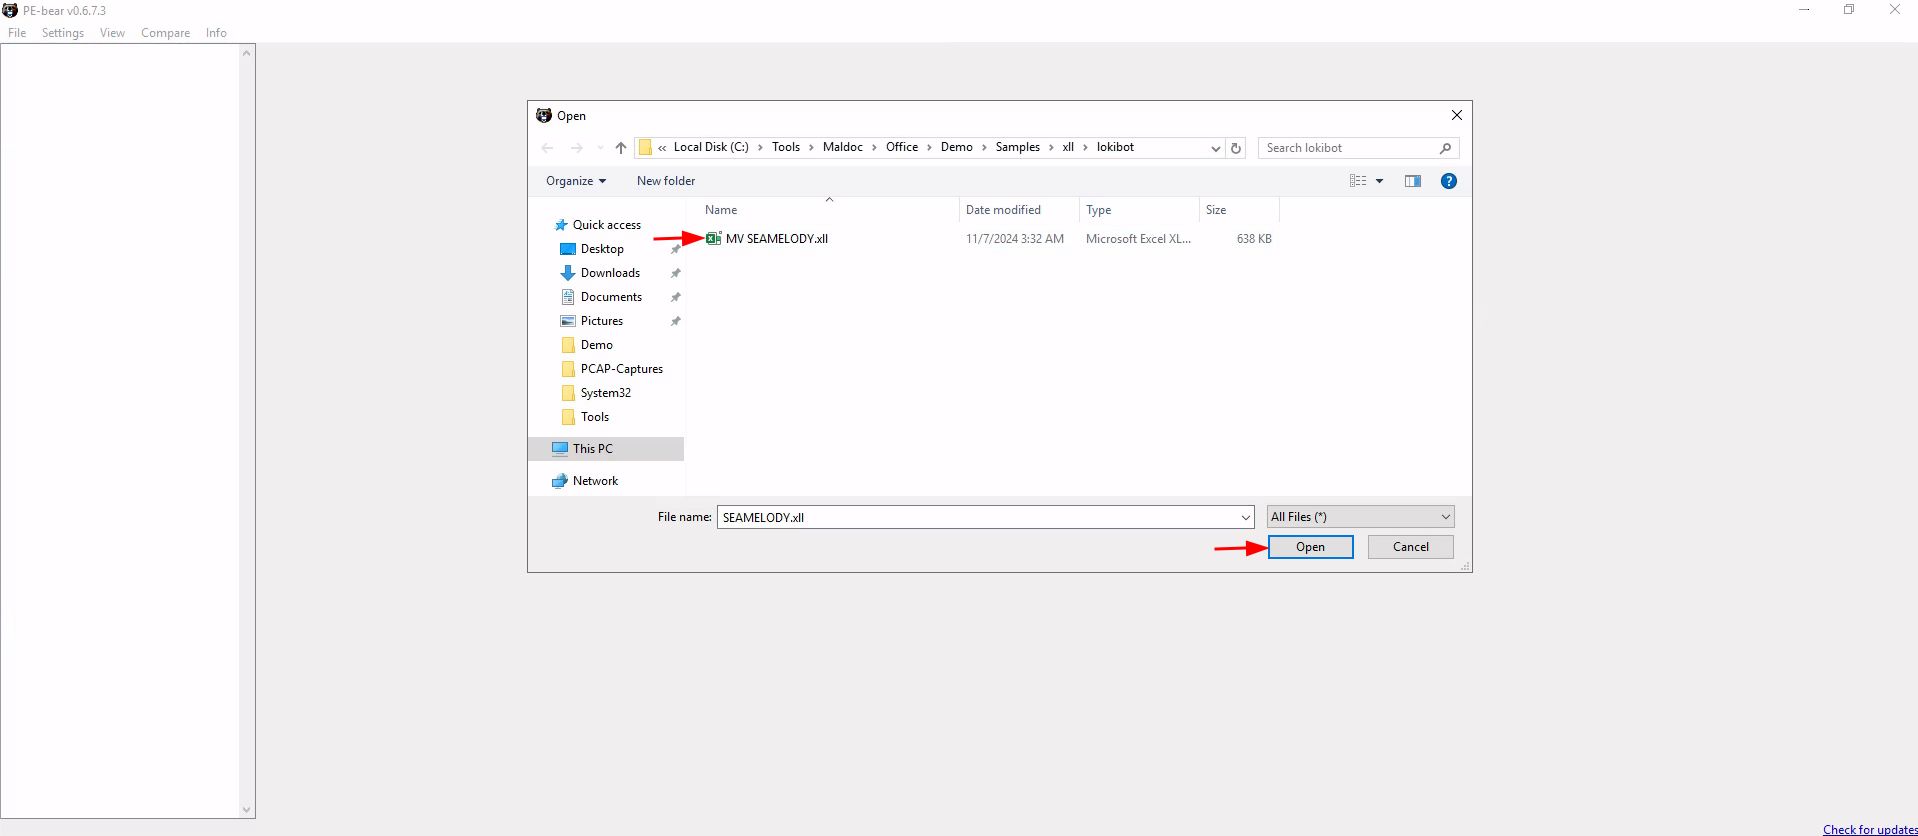 PE-bear v0.6.7.3
File Settings View Compare Info
Open
« Local Disk (C:) > Tools > Maldoc > Office > Demo > Samples > xll > lokibot
Search lokibot
Organize New folder
?
Name Date modified Type Size
Quick access
MV SEAMELODY.xll 11/7/2024 3:32 AM Microsoft Excel XL... 638 KB
Desktop
Downloads
Documents
Pictures
Demo
PCAP-Captures
System32
Tools
This PC
Network
File name: SEAMELODY.xll All Files (*)
Open Cancel
Check for updates